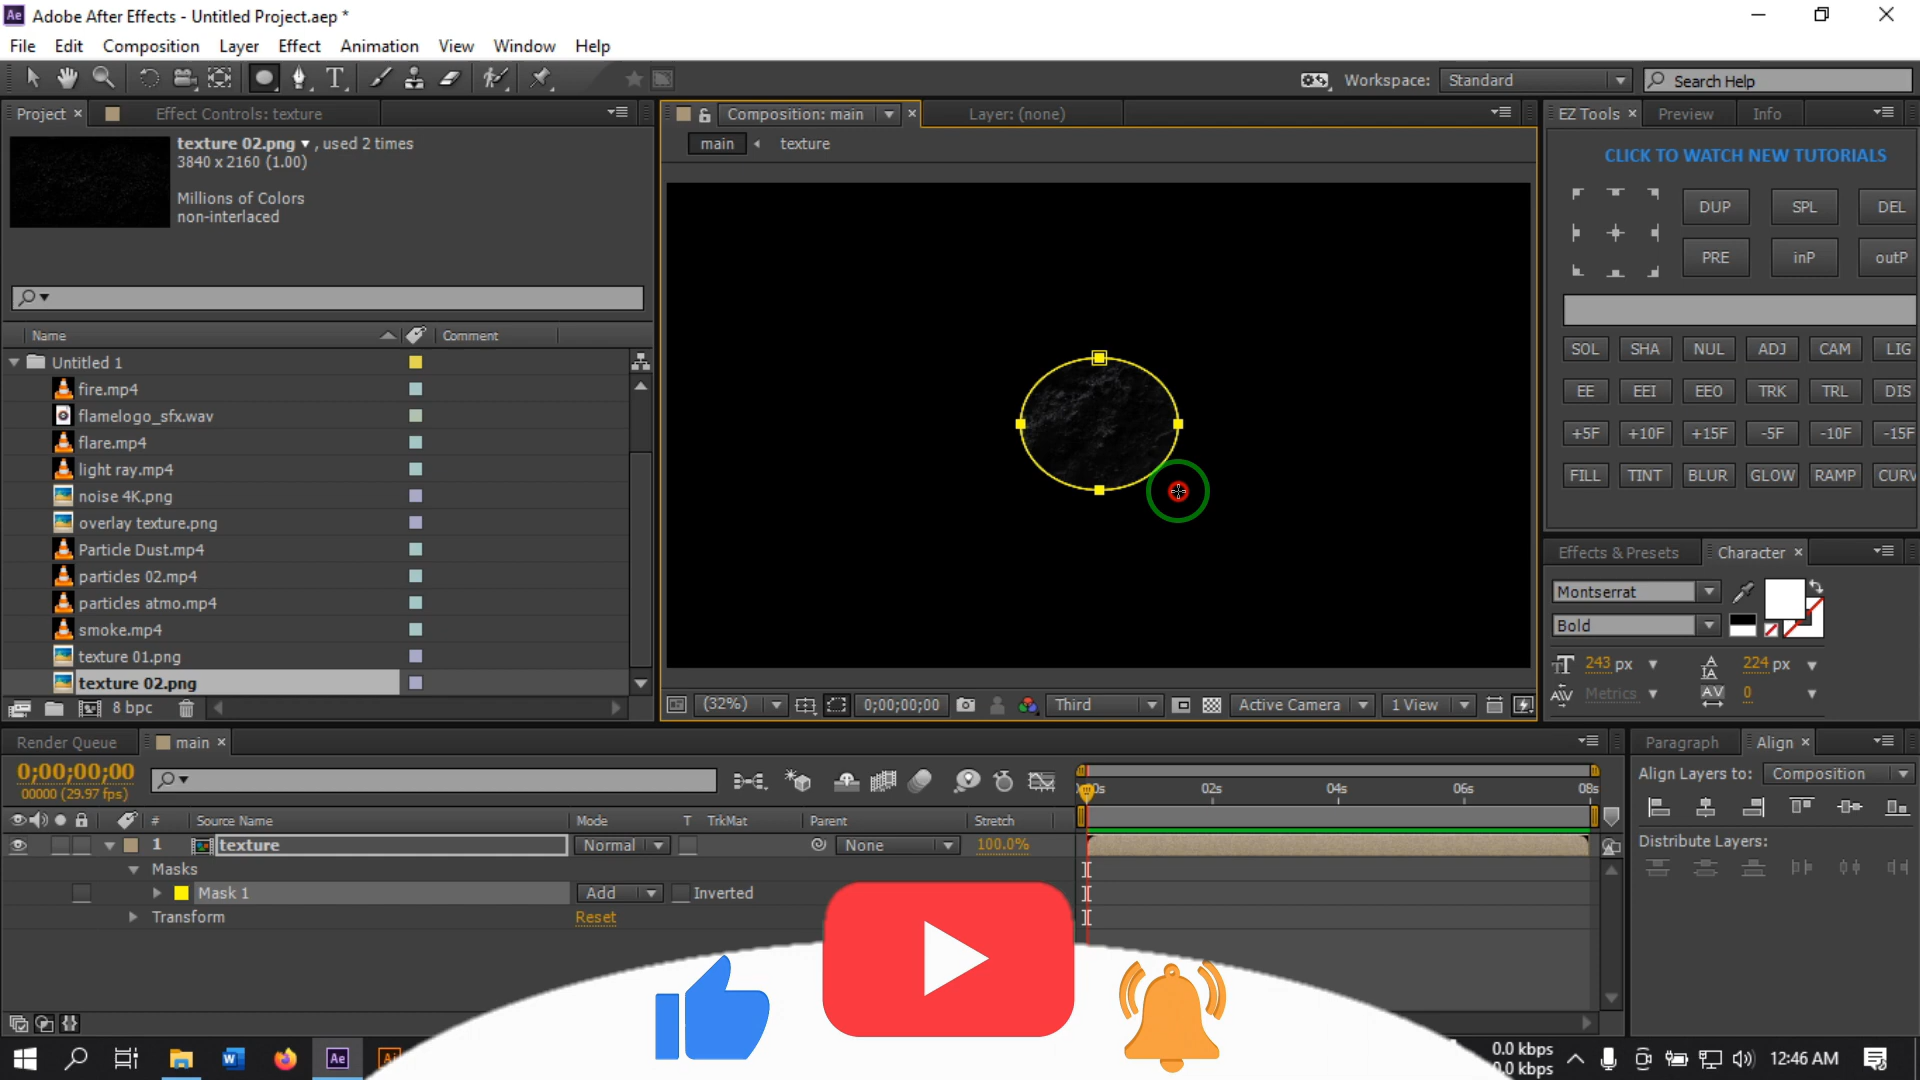 Adobe After Effects - Untitled Project.aep *
File Edit Composition Layer Effect Animation View Window Help
Workspace: Standard Search Help
Project × Effect Controls: texture
texture 02.png ▾ , used 2 times
3840 x 2160 (1.00)
Millions of Colors
non-interlaced
Name Comment
Untitled 1
fire.mp4
flamelogo_sfx.wav
flare.mp4
light ray.mp4
noise 4K.png
overlay texture.png
Particle Dust.mp4
particles 02.mp4
particles atmo.mp4
smoke.mp4
texture 01.png
texture 02.png
8 bpc
Composition: main × Layer: (none)
main texture
(32%) 0;00;00;00 Third Active Camera 1 View
EZ Tools × Preview Info
CLICK TO WATCH NEW TUTORIALS
DUP SPL DEL
PRE inP outP
SOL SHA NUL ADJ CAM LIG
EE EEI EEO TRK TRL DIS
+5F +10F +15F -5F -10F -15F
FILL TINT BLUR GLOW RAMP CURV
Effects & Presets Character ×
Montserrat
Bold
243 px 224 px
Metrics 0
Render Queue main ×
0;00;00;00
00000 (29.97 fps)
02s 04s 06s 08s
# Source Name Mode T TrkMat Parent Stretch
1 texture Normal None 100.0%
Masks
Mask 1 Add Inverted
Transform Reset
Paragraph Align ×
Align Layers to: Composition
Distribute Layers:
W Ae Ai
0.0 kbps
0.0 kbps
12:46 AM